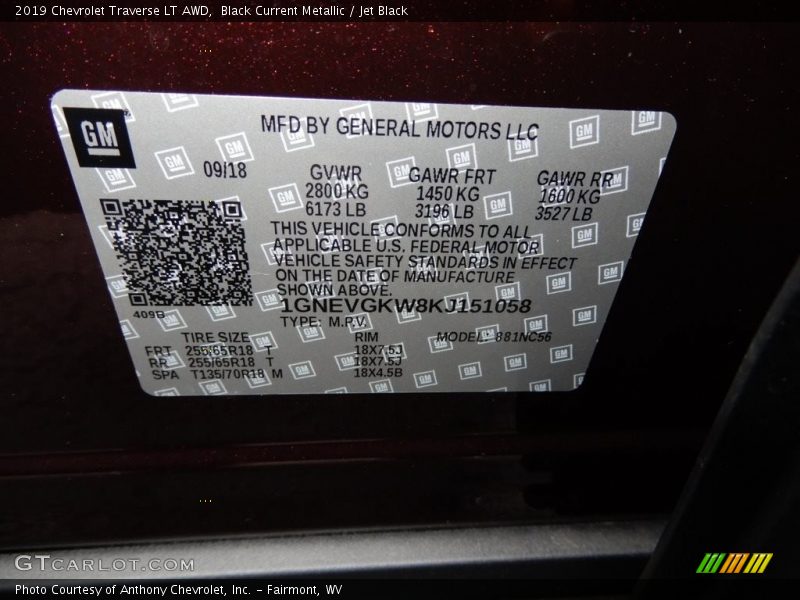 2019 Chevrolet Traverse LT AWD, Black Current Metallic / Jet Black
GM
MFD BY GENERAL MOTORS LLC
09/18
GVWR GAWR FRT GAWR RR
2800 KG 1450 KG 1600 KG
6173 LB 3196 LB 3527 LB
THIS VEHICLE CONFORMS TO ALL
APPLICABLE U.S. FEDERAL MOTOR
VEHICLE SAFETY STANDARDS IN EFFECT
ON THE DATE OF MANUFACTURE
SHOWN ABOVE.
1GNEVGKW8KJ151058
409B
TYPE: M.P.V.
TIRE SIZE RIM MODEL: 881NC56
FRT 255/65R18 T 18X7.5J
RR 255/65R18 T 18X7.5J
SPA T135/70R18 M 18X4.5B
GTCARLOT.COM
Photo Courtesy of Anthony Chevrolet, Inc. – Fairmont, WV